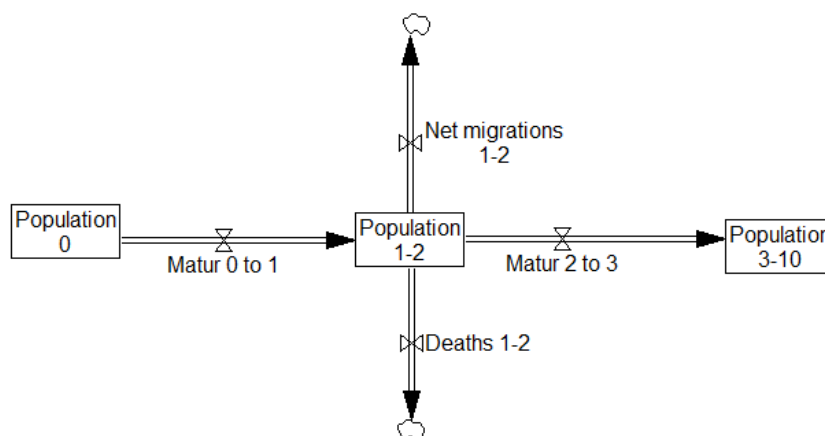 Net migrations
1-2
Population
0
Matur 0 to 1
Population
1-2
Matur 2 to 3
Population
3-10
Deaths 1-2